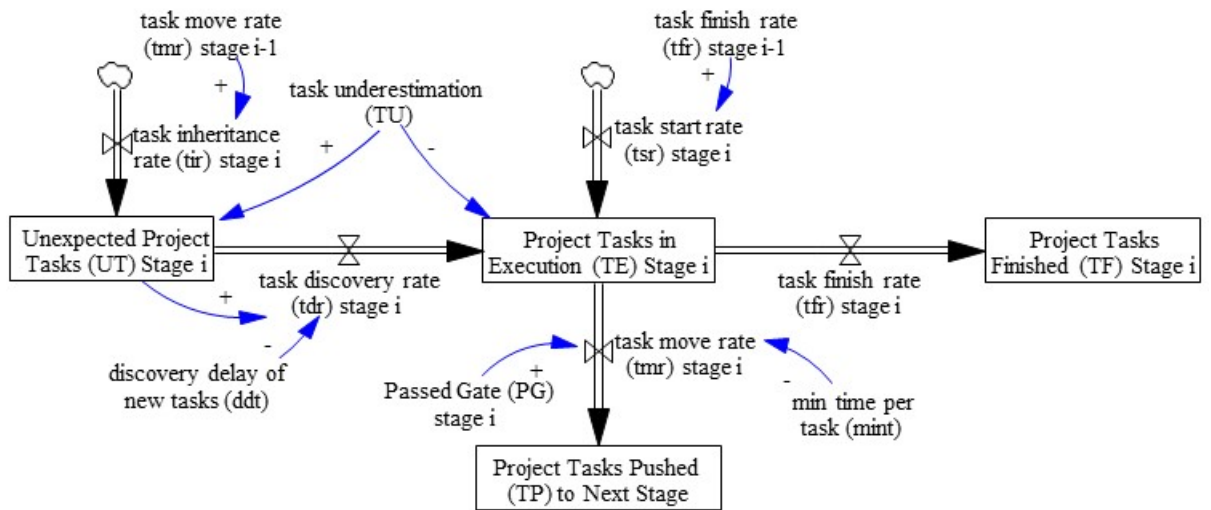 task move rate
(tmr) stage i-1
+
task inheritance
rate (tir) stage i
task underestimation
(TU)
+
-
task finish rate
(tfr) stage i-1
+
task start rate
(tsr) stage i
Unexpected Project
Tasks (UT) Stage i
Project Tasks in
Execution (TE) Stage i
Project Tasks
Finished (TF) Stage i
task discovery rate
(tdr) stage i
+
-
discovery delay of
new tasks (ddt)
task finish rate
(tfr) stage i
task move rate
(tmr) stage i
+
Passed Gate (PG)
stage i
-
min time per
task (mint)
Project Tasks Pushed
(TP) to Next Stage